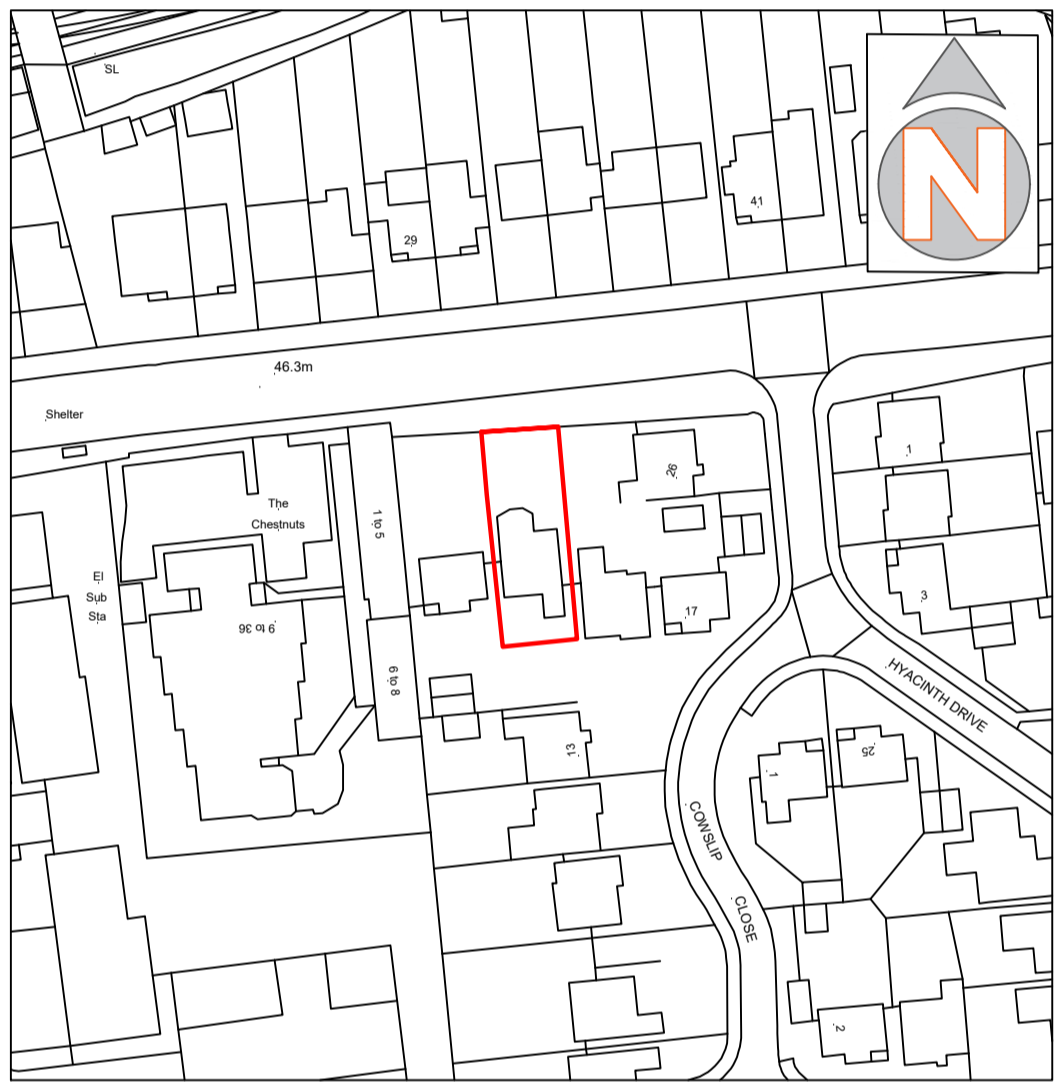 SL
41
29
N
46.3m
Shelter
1
26
The
Chestnuts
1 to 5
El
Sub
Sta
3
17
9 to 36
6 to 8
HYACINTH DRIVE
13
25
1
COWSLIP
CLOSE
2